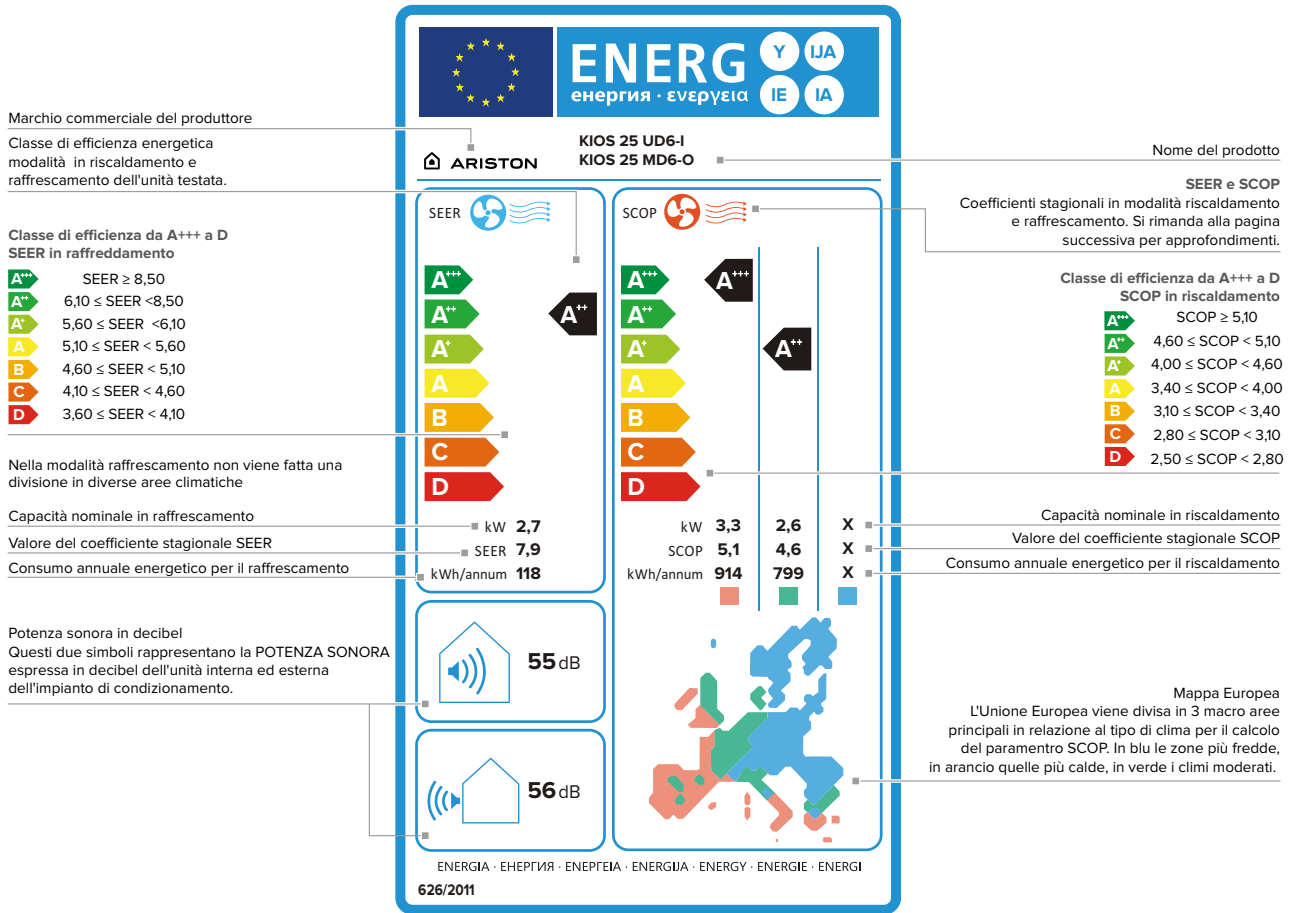 ENERG
Y
IJA
IE
IA
енергия · ενεργεια
Marchio commerciale del produttore
Classe di efficienza energetica
modalità in riscaldamento e
raffrescamento dell'unità testata.
ARISTON
KIOS 25 UD6-I
KIOS 25 MD6-O
Nome del prodotto
SEER e SCOP
Coefficienti stagionali in modalità riscaldamento
e raffrescamento. Si rimanda alla pagina
successiva per approfondimenti.
Classe di efficienza da A+++ a D
SEER in raffreddamento
A+++ SEER ≥ 8,50
A++ 6,10 ≤ SEER <8,50
A+ 5,60 ≤ SEER <6,10
A 5,10 ≤ SEER < 5,60
B 4,60 ≤ SEER < 5,10
C 4,10 ≤ SEER < 4,60
D 3,60 ≤ SEER < 4,10
Nella modalità raffrescamento non viene fatta una
divisione in diverse aree climatiche
Capacità nominale in raffrescamento
Valore del coefficiente stagionale SEER
Consumo annuale energetico per il raffrescamento
SEER
A+++
A++
A+
A
B
C
D
A++
kW 2,7
SEER 7,9
kWh/annum 118
SCOP
A+++
A++
A+
A
B
C
D
A+++
A++
kW 3,3 2,6 X
SCOP 5,1 4,6 X
kWh/annum 914 799 X
Classe di efficienza da A+++ a D
SCOP in riscaldamento
A+++ SCOP ≥ 5,10
A++ 4,60 ≤ SCOP < 5,10
A+ 4,00 ≤ SCOP < 4,60
A 3,40 ≤ SCOP < 4,00
B 3,10 ≤ SCOP < 3,40
C 2,80 ≤ SCOP < 3,10
D 2,50 ≤ SCOP < 2,80
Capacità nominale in riscaldamento
Valore del coefficiente stagionale SCOP
Consumo annuale energetico per il riscaldamento
Potenza sonora in decibel
Questi due simboli rappresentano la POTENZA SONORA
espressa in decibel dell'unità interna ed esterna
dell'impianto di condizionamento.
55 dB
56 dB
Mappa Europea
L'Unione Europea viene divisa in 3 macro aree
principali in relazione al tipo di clima per il calcolo
del paramentro SCOP. In blu le zone più fredde,
in arancio quelle più calde, in verde i climi moderati.
ENERGIA · ЕНЕРГИЯ · ΕΝΕΡΓΕΙΑ · ENERGIJA · ENERGY · ENERGIE · ENERGI
626/2011